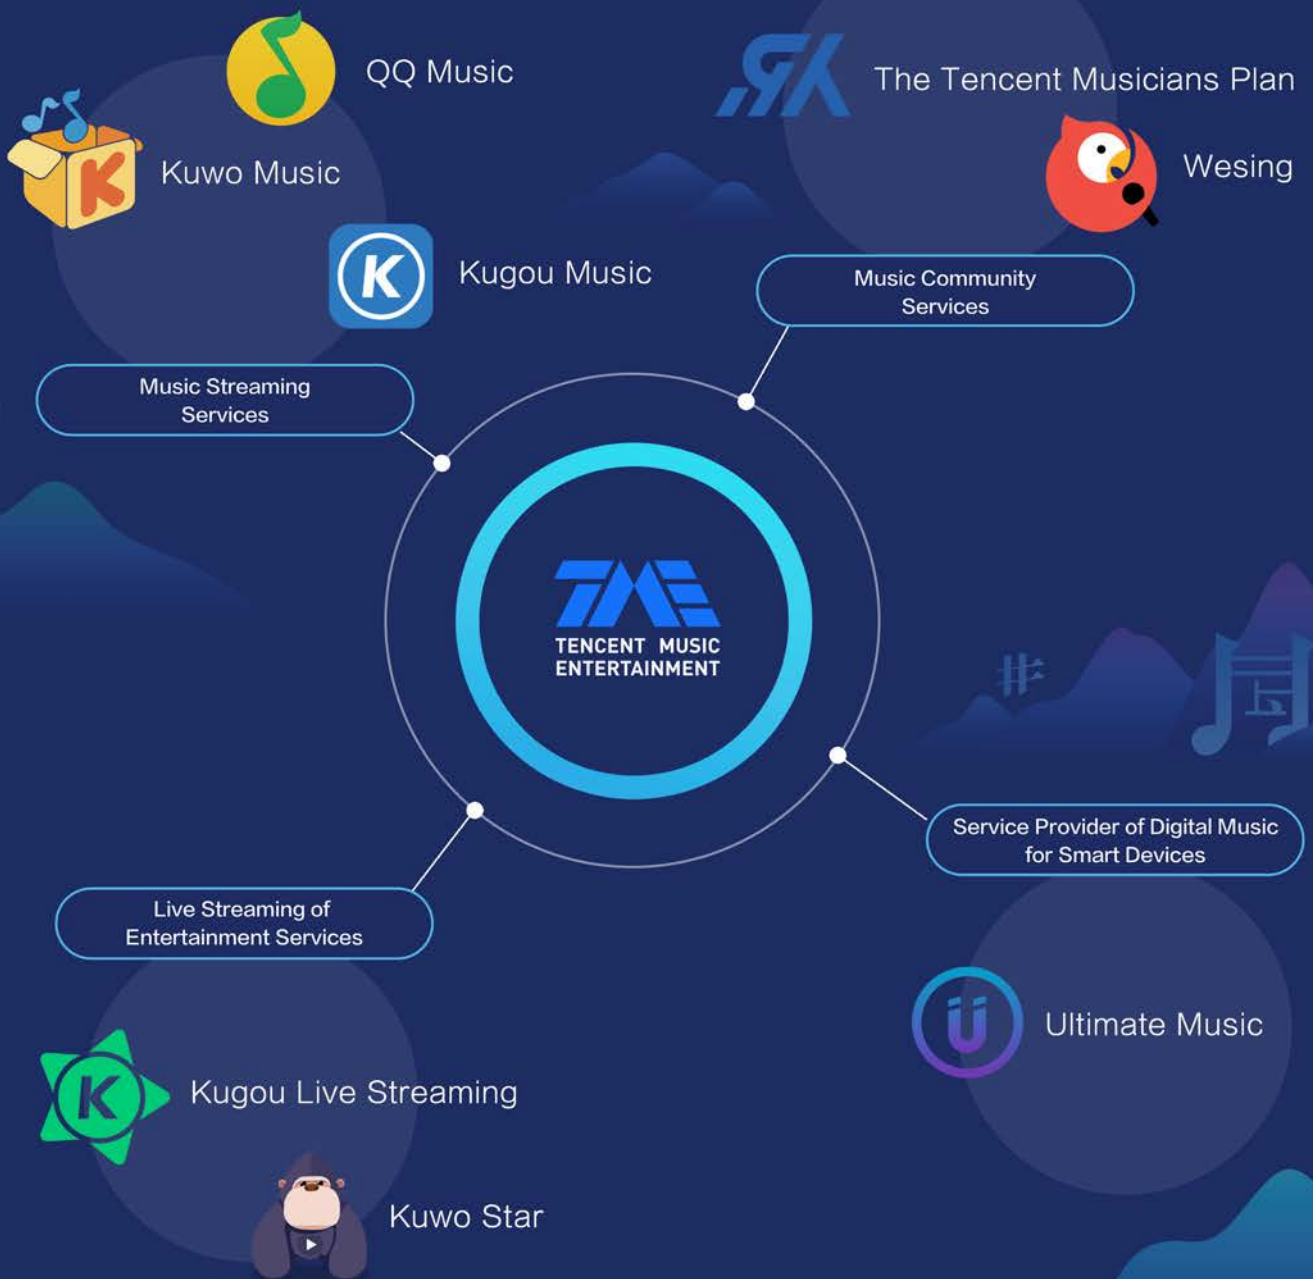 QQ Music
The Tencent Musicians Plan
Kuwo Music
Wesing
Kugou Music
Music Community
Services
Music Streaming
Services
TME
TENCENT MUSIC
ENTERTAINMENT
Service Provider of Digital Music
for Smart Devices
Live Streaming of
Entertainment Services
Ultimate Music
Kugou Live Streaming
Kuwo Star
K
K
K
Ü